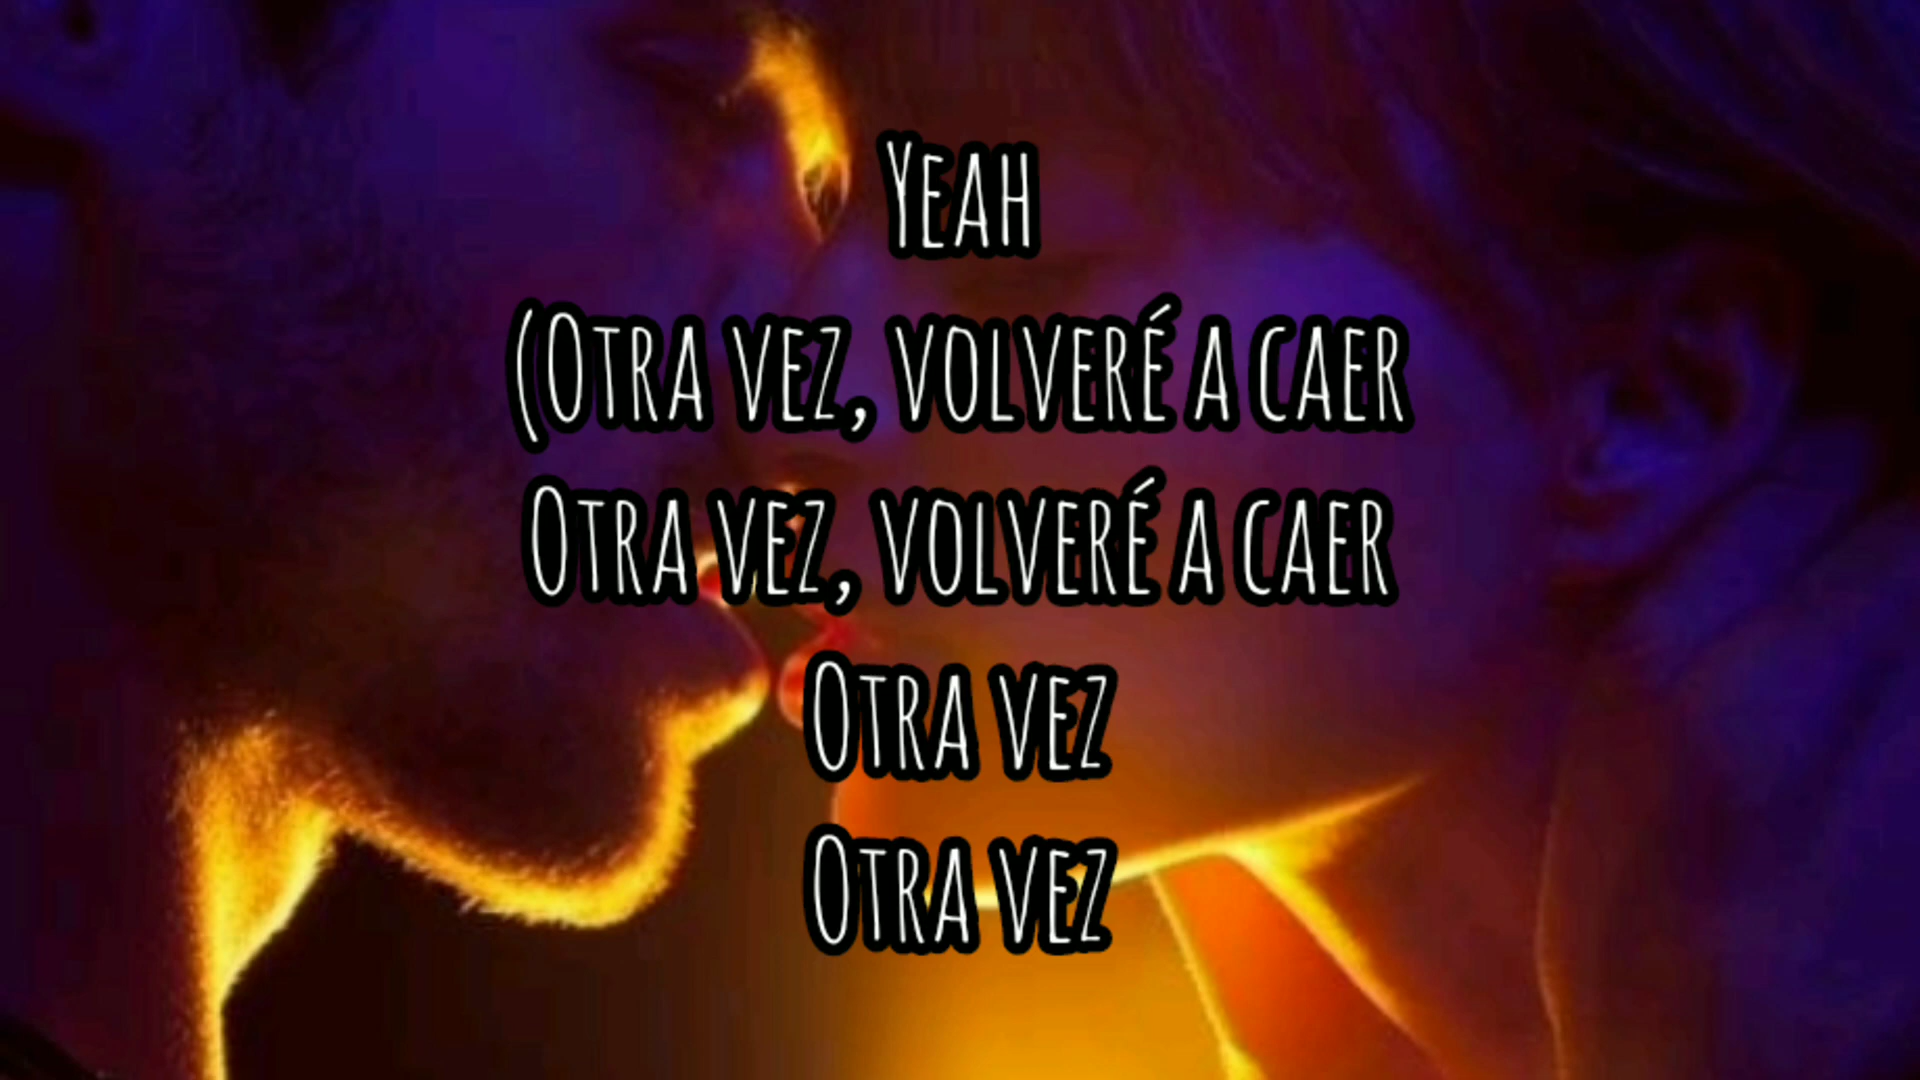 Yeah
(Otra vez, volveré a caer
Otra vez, volveré a caer
Otra vez
Otra vez